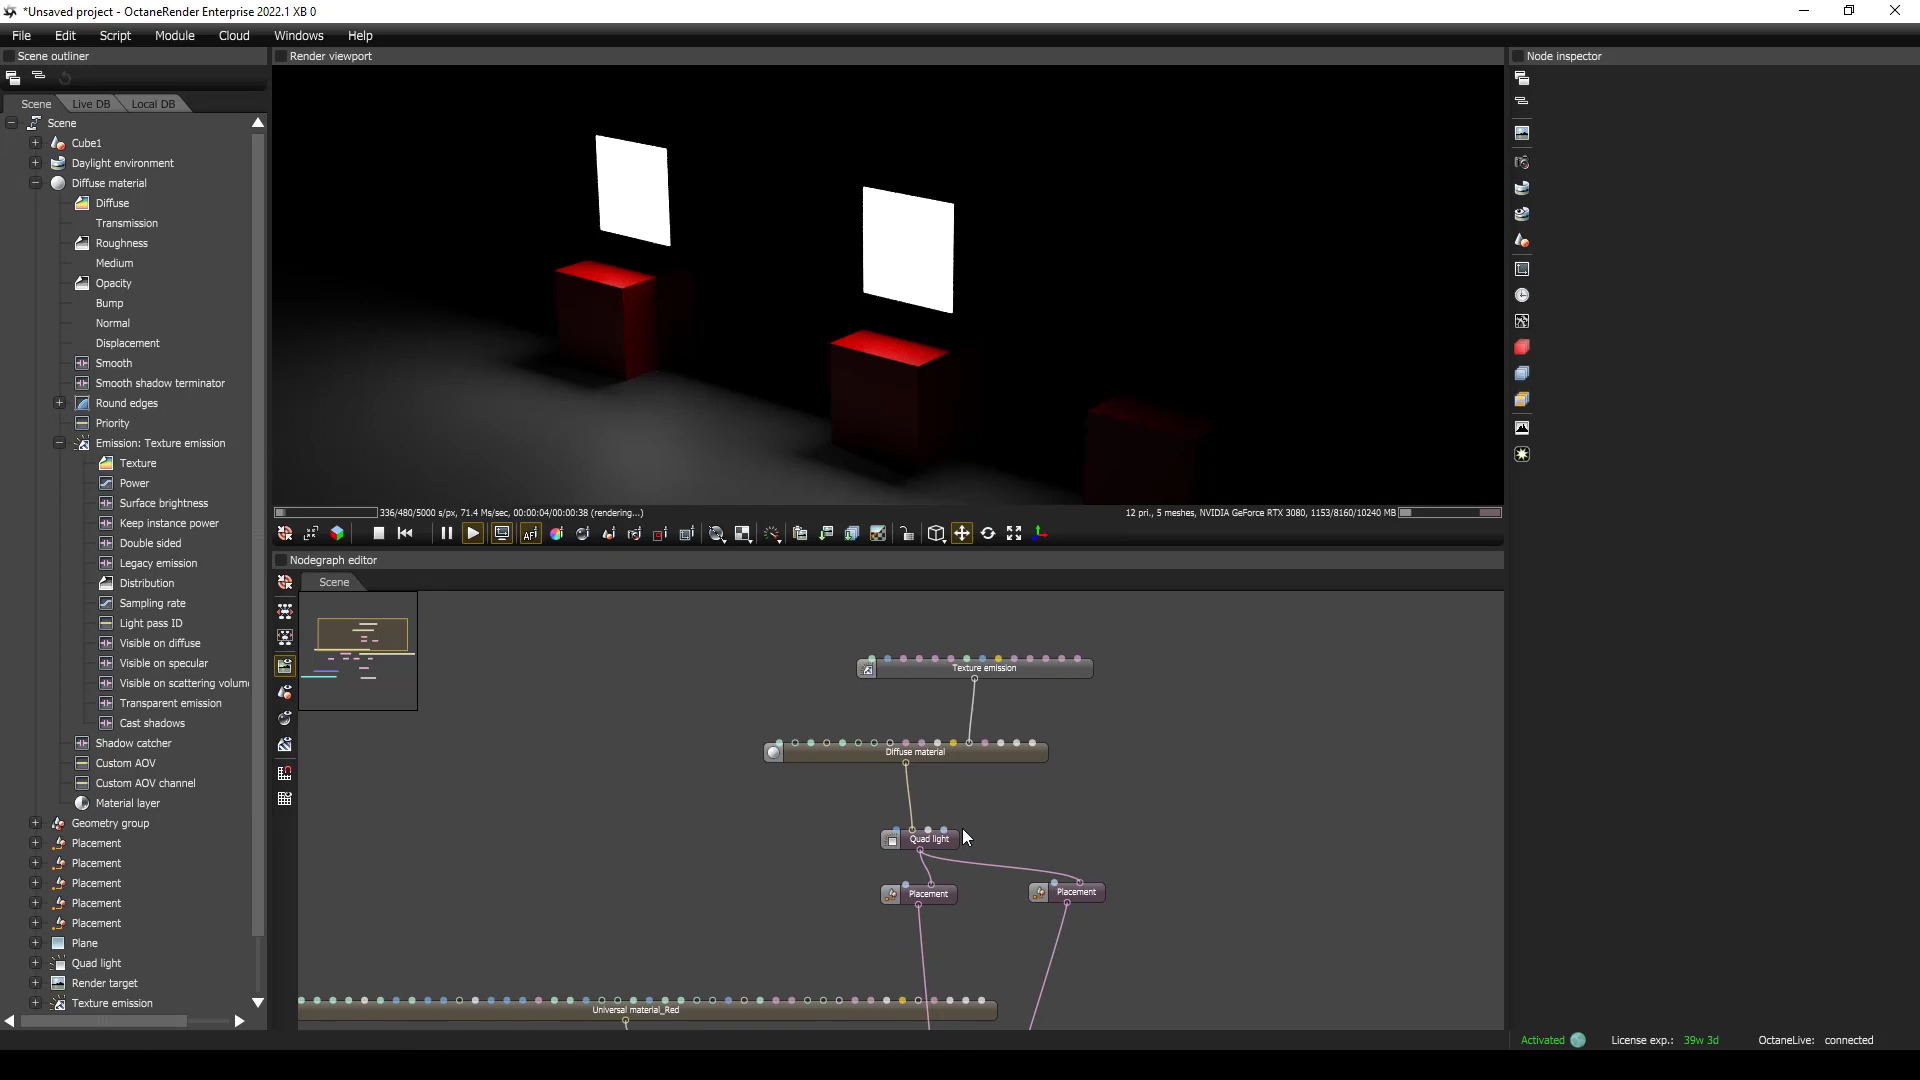 *Unsaved project - OctaneRender Enterprise 2022.1 XB 0
File Edit Script Module Cloud Windows Help
Scene outliner
Scene Live DB Local DB
Scene
Cube1
Daylight environment
Diffuse material
Diffuse
Transmission
Roughness
Medium
Opacity
Bump
Normal
Displacement
Smooth
Smooth shadow terminator
Round edges
Priority
Emission: Texture emission
Texture
Power
Surface brightness
Keep instance power
Double sided
Legacy emission
Distribution
Sampling rate
Light pass ID
Visible on diffuse
Visible on specular
Visible on scattering volum
Transparent emission
Cast shadows
Shadow catcher
Custom AOV
Custom AOV channel
Material layer
Geometry group
Placement
Placement
Placement
Placement
Placement
Plane
Quad light
Render target
Texture emission
Render viewport
336/480/5000 s/px, 71.4 Ms/sec, 00:00:04/00:00:38 (rendering...)
12 pri., 5 meshes, NVIDIA GeForce RTX 3080, 1153/8160/10240 MB
AF
Nodegraph editor
Scene
Texture emission
Diffuse material
Quad light
Placement
Placement
Universal material_Red
Node inspector
Activated License exp.: 39w 3d OctaneLive: connected